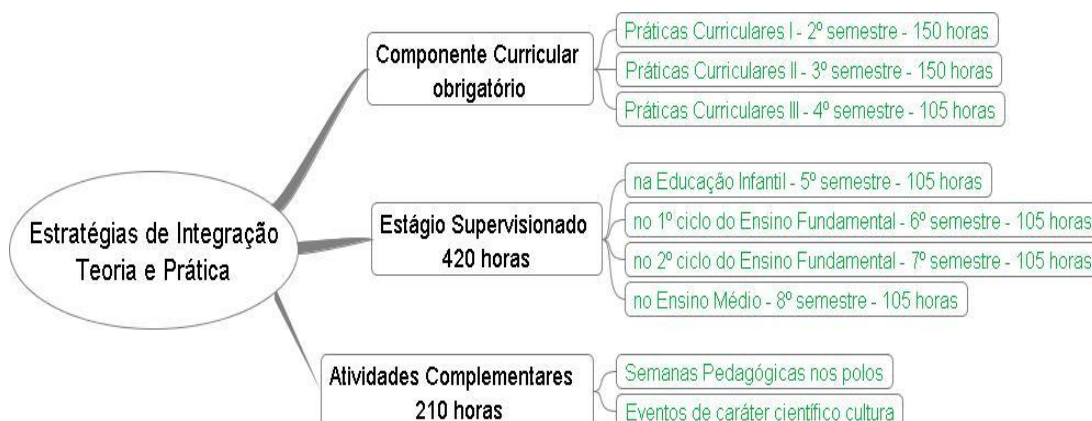 Estratégias de Integração
Teoria e Prática
Componente Curricular
obrigatório
Práticas Curriculares I - 2º semestre - 150 horas
Práticas Curriculares II - 3º semestre - 150 horas
Práticas Curriculares III - 4º semestre - 105 horas
Estágio Supervisionado
420 horas
na Educação Infantil - 5º semestre - 105 horas
no 1º ciclo do Ensino Fundamental - 6º semestre - 105 horas
no 2º ciclo do Ensino Fundamental - 7º semestre - 105 horas
no Ensino Médio - 8º semestre - 105 horas
Atividades Complementares
210 horas
Semanas Pedagógicas nos polos
Eventos de caráter científico cultura